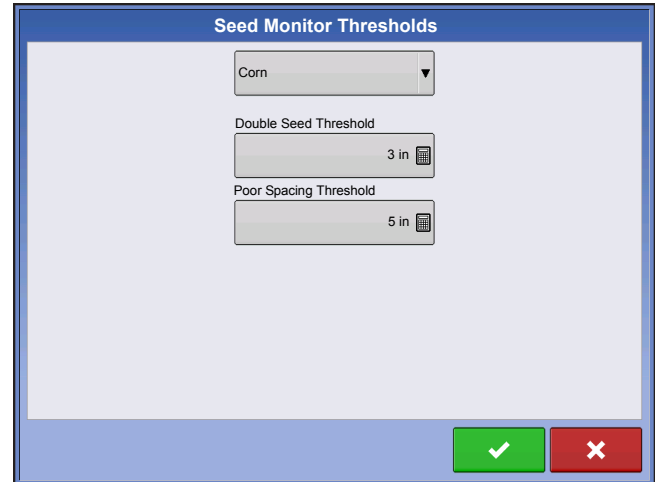 Seed Monitor Thresholds
Corn
Double Seed Threshold
3 in
Poor Spacing Threshold
5 in